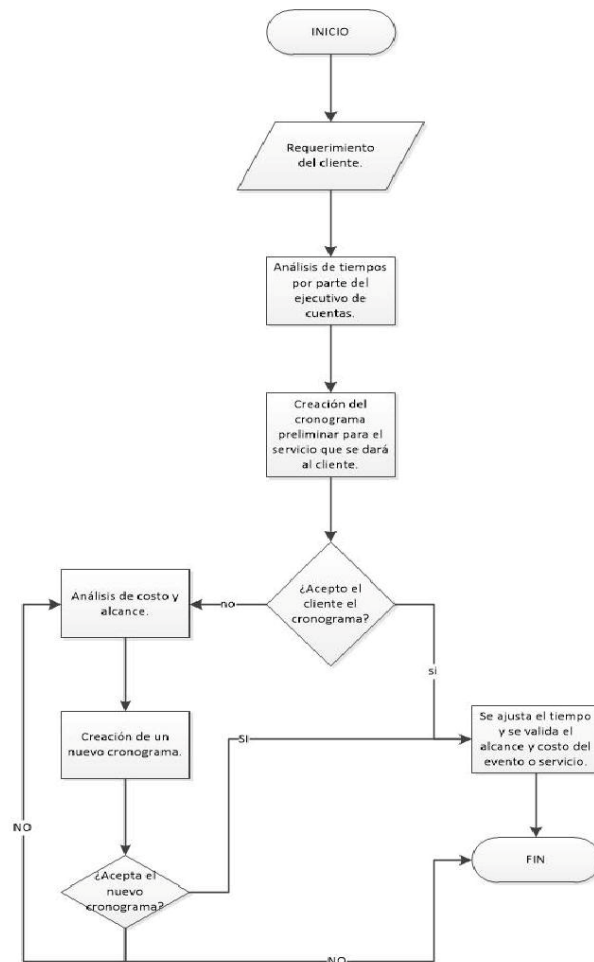 INICIO
Requerimiento
del cliente.
Análisis de tiempos
por parte del
ejecutivo de
cuentas.
Creación del
cronograma
preliminar para el
servicio que se dará
al cliente.
¿Acepto el
cliente el
cronograma?
no
si
Análisis de costo y
alcance.
Creación de un
nuevo cronograma.
SI
Se ajusta el tiempo
y se valida el
alcance y costo del
evento o servicio.
NO
¿Acepta el
nuevo
cronograma?
FIN
NO